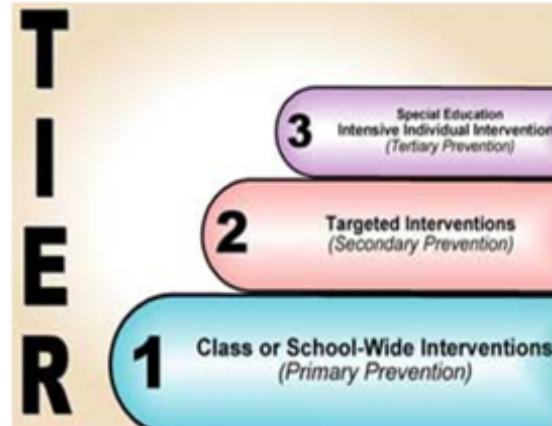 TIER
3
Special Education
Intensive Individual Intervention
(Tertiary Prevention)
2
Targeted Interventions
(Secondary Prevention)
1
Class or School-Wide Interventions
(Primary Prevention)